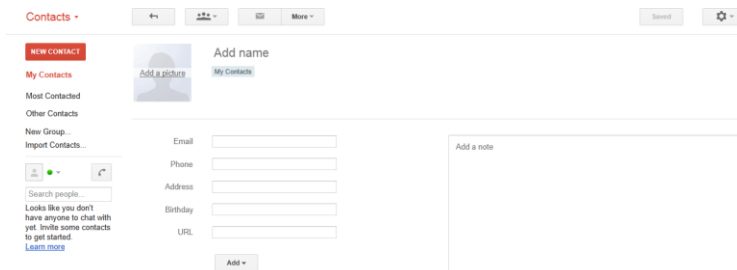 Contacts
More
Saved
NEW CONTACT
My Contacts
Most Contacted
Other Contacts
New Group...
Import Contacts...
Search people...
Looks like you don't
have anyone to chat with
yet. Invite some contacts
to get started.
Learn more
Add a picture
Add name
My Contacts
Email
Phone
Address
Birthday
URL
Add
Add a note